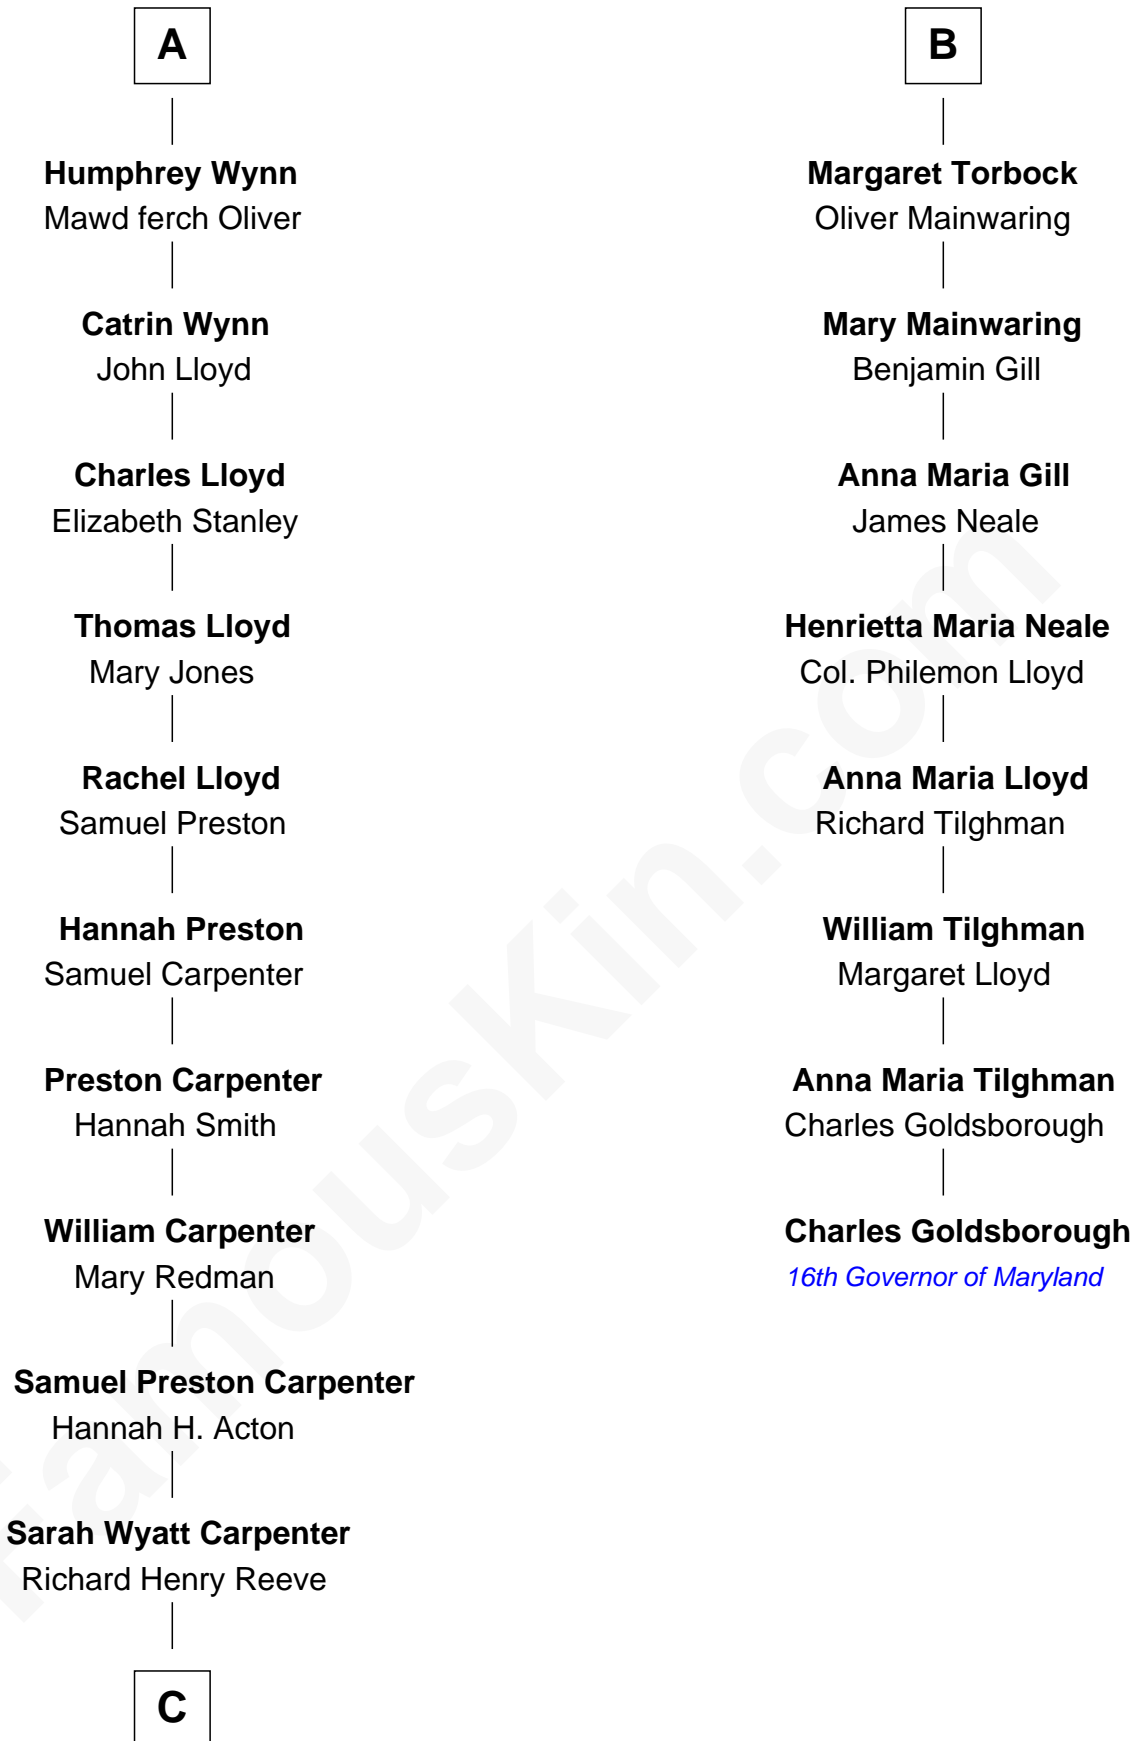 A
Humphrey Wynn
Mawd ferch Oliver
Catrin Wynn
John Lloyd
Charles Lloyd
Elizabeth Stanley
Thomas Lloyd
Mary Jones
Rachel Lloyd
Samuel Preston
Hannah Preston
Samuel Carpenter
Preston Carpenter
Hannah Smith
William Carpenter
Mary Redman
Samuel Preston Carpenter
Hannah H. Acton
Sarah Wyatt Carpenter
Richard Henry Reeve
C
B
Margaret Torbock
Oliver Mainwaring
Mary Mainwaring
Benjamin Gill
Anna Maria Gill
James Neale
Henrietta Maria Neale
Col. Philemon Lloyd
Anna Maria Lloyd
Richard Tilghman
William Tilghman
Margaret Lloyd
Anna Maria Tilghman
Charles Goldsborough
Charles Goldsborough
16th Governor of Maryland
FamousKin.com